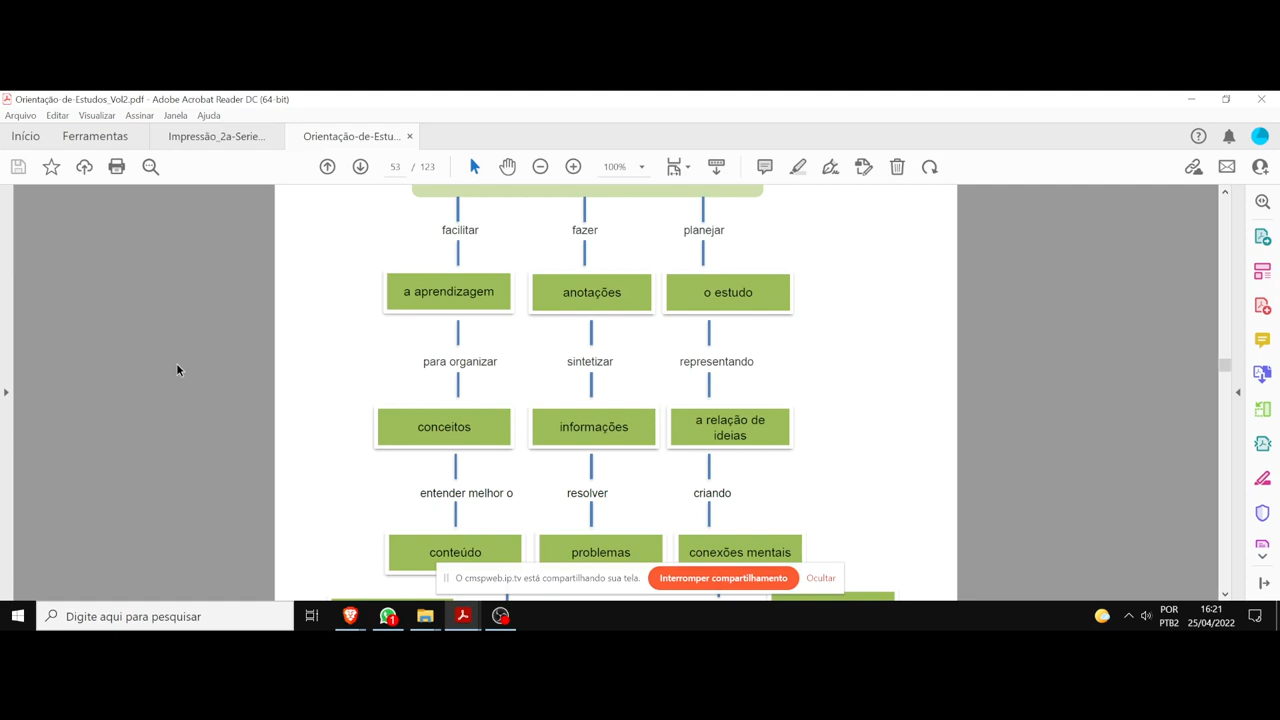 Orientação-de-Estudos_Vol2.pdf - Adobe Acrobat Reader DC (64-bit)
Arquivo Editar Visualizar Assinar Janela Ajuda
Início Ferramentas Impressão_2a-Serie... Orientação-de-Estu... ×
53 / 123 100%
facilitar fazer planejar
a aprendizagem anotações o estudo
para organizar sintetizar representando
conceitos informações a relação de
ideias
entender melhor o resolver criando
conteúdo problemas conexões mentais
O cmspweb.ip.tv está compartilhando sua tela. Interromper compartilhamento Ocultar
Digite aqui para pesquisar 1 POR 16:21
PTB2 25/04/2022